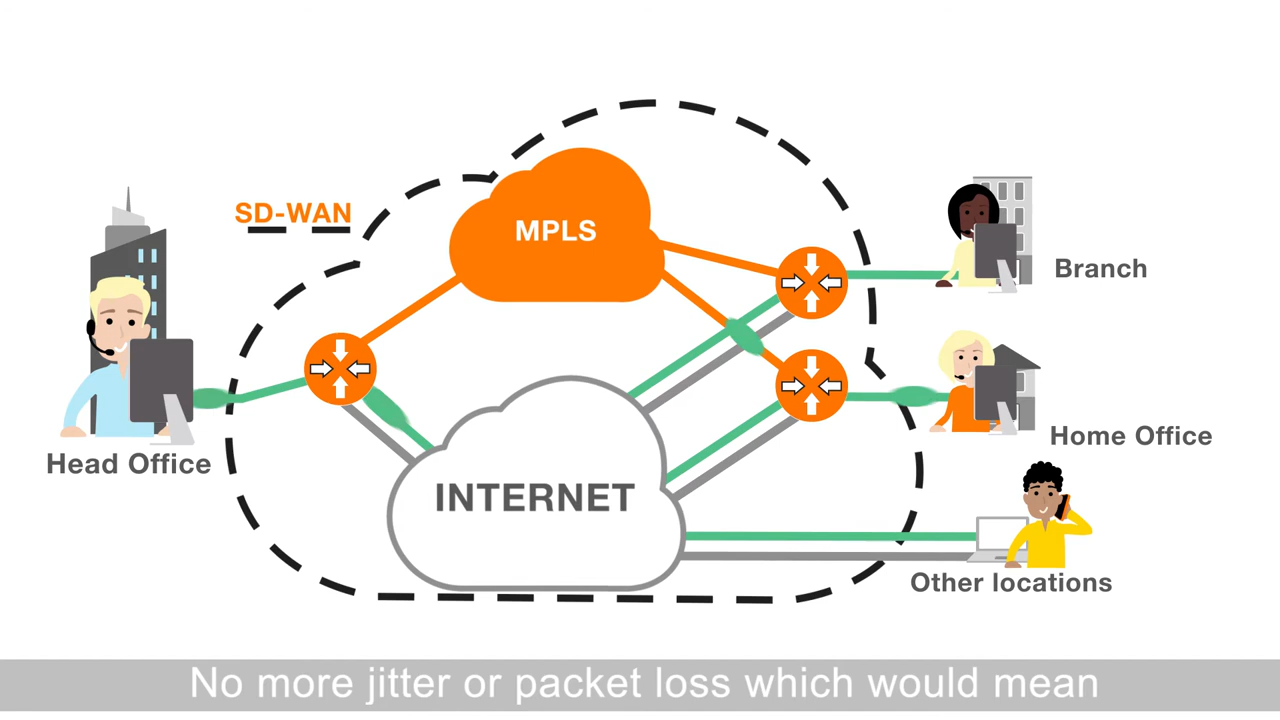 SD-WAN
MPLS
Branch
Home Office
Head Office
INTERNET
Other locations
No more jitter or packet loss which would mean